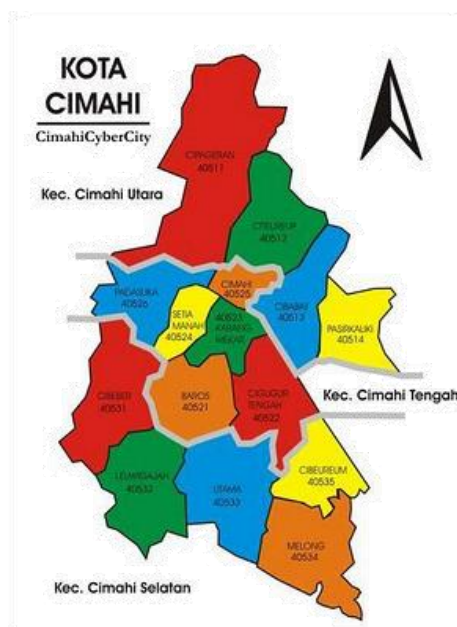 KOTA
CIMAHI
CimahiCyberCity
CIPAGERAN
40511
Kec. Cimahi Utara
CITEUREUP
40512
CIMAHI
40525
PADASUKA
40526
CIBABAT
40513
SETIA
MANAH
40524
40523
KARANG
MEKAR
PASIRKALIKI
40514
Kec. Cimahi Tengah
CIBEBER
40531
BAROS
40521
CIGUGUR
TENGAH
40522
LEUWIGAJAH
40532
UTAMA
40533
CIBEUREUM
40535
MELONG
40534
Kec. Cimahi Selatan